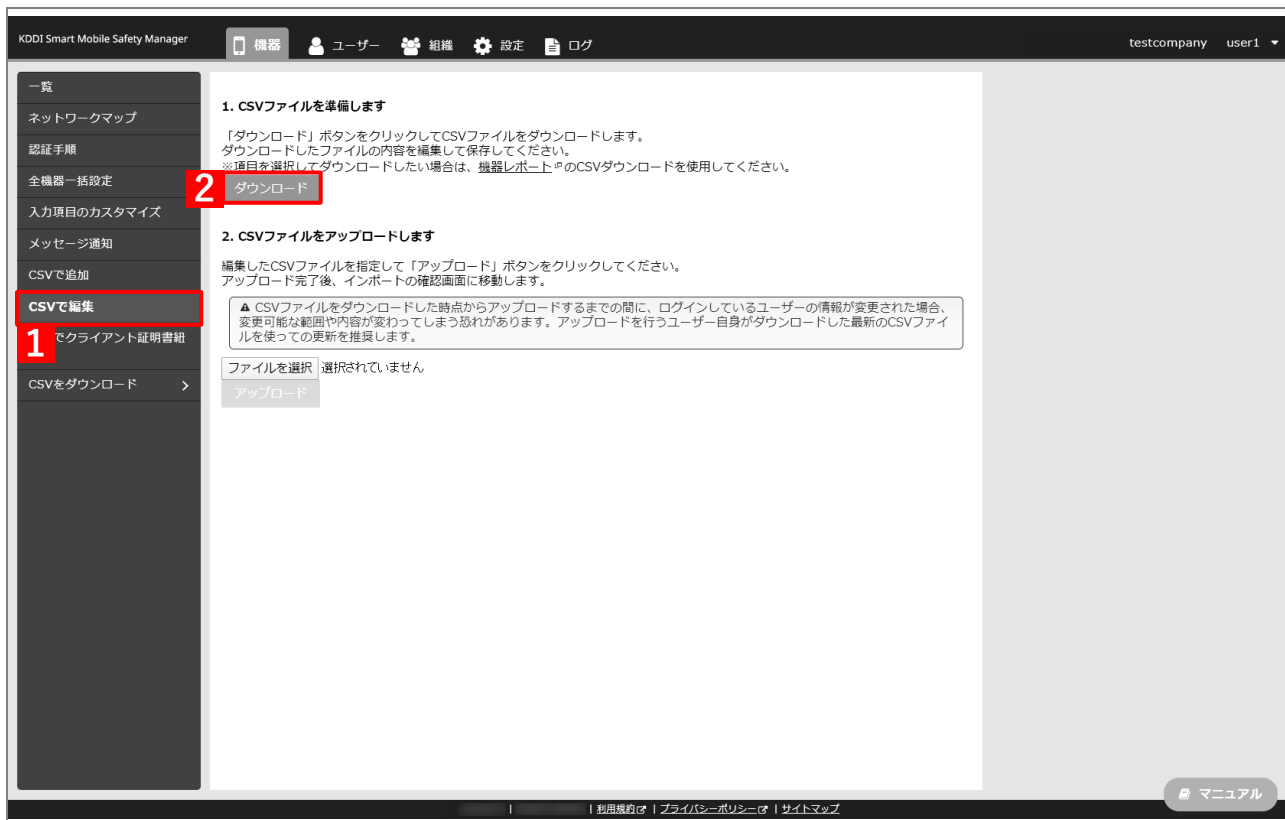 KDDI Smart Mobile Safety Manager
機器
ユーザー
組織
設定
ログ
testcompany
user1
一覧
ネットワークマップ
認証手順
全機器一括設定
入力項目のカスタマイズ
メッセージ通知
CSVで追加
CSVで編集
1
でクライアント証明書紐
CSVをダウンロード
1. CSVファイルを準備します
「ダウンロード」ボタンをクリックしてCSVファイルをダウンロードします。
ダウンロードしたファイルの内容を編集して保存してください。
※項目を選択してダウンロードしたい場合は、機器レポートのCSVダウンロードを使用してください。
2
ダウンロード
2. CSVファイルをアップロードします
編集したCSVファイルを指定して「アップロード」ボタンをクリックしてください。
アップロード完了後、インポートの確認画面に移動します。
CSVファイルをダウンロードした時点からアップロードするまでの間に、ログインしているユーザーの情報が変更された場合、
変更可能な範囲や内容が変わってしまう恐れがあります。アップロードを行うユーザー自身がダウンロードした最新のCSVファイ
ルを使っての更新を推奨します。
ファイルを選択 選択されていません
アップロード
マニュアル
| | 利用規約 | プライバシーポリシー | サイトマップ